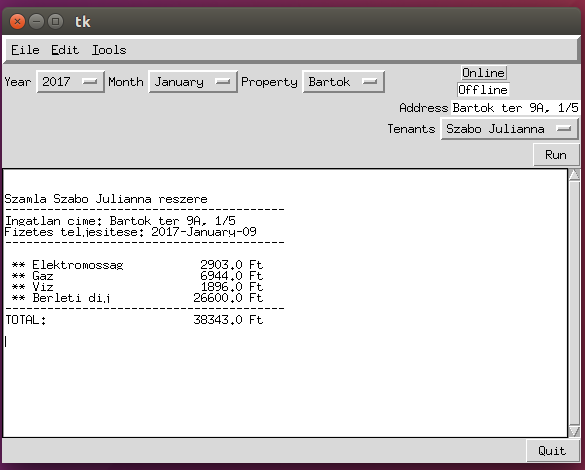 tk
File Edit Tools
Year 2017 Month January Property Bartok
Online
Offline
Address Bartok ter 9A, 1/5
Tenants Szabo Julianna
Run
Szamla Szabo Julianna reszere
----------------------------------------
Ingatlan cime: Bartok ter 9A, 1/5
Fizetes teljesitese: 2017-January-09
----------------------------------------
** Elektromossag 2903.0 Ft
** Gaz 6944.0 Ft
** Viz 1896.0 Ft
** Berleti dij 26600.0 Ft
----------------------------------------
TOTAL: 38343.0 Ft
Quit